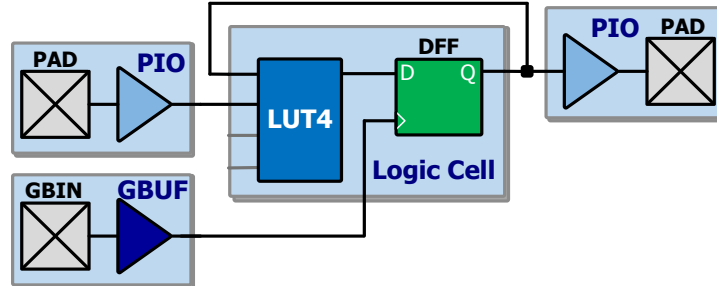 PAD
PIO
LUT4
DFF
D
Q
Logic Cell
PIO
PAD
GBIN
GBUF